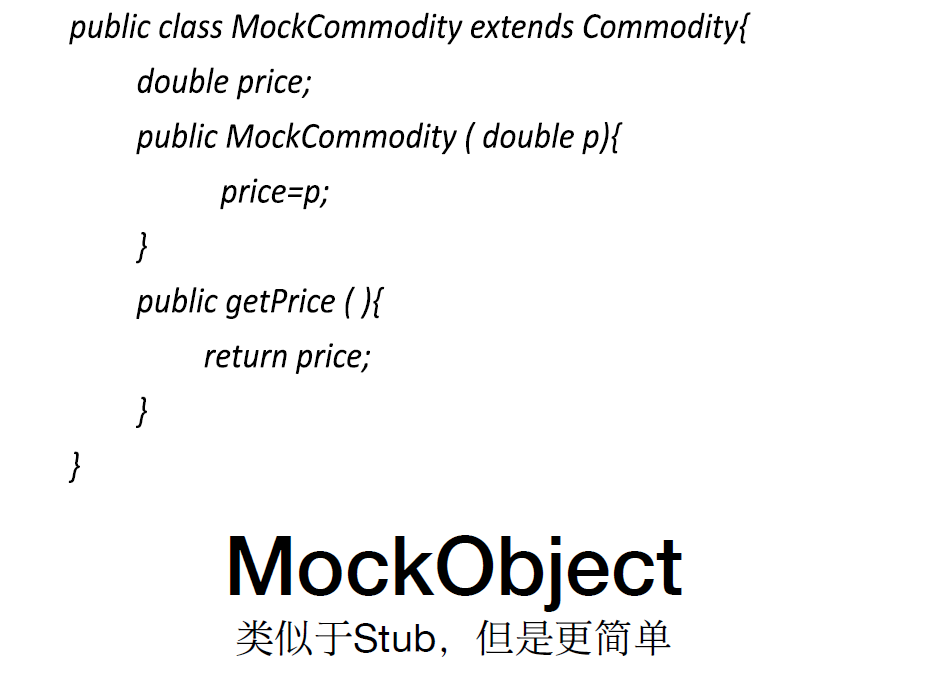 public class MockCommodity extends Commodity{
double price;
public MockCommodity ( double p){
price=p;
}
public getPrice ( ){
return price;
}
}
MockObject
类似于Stub，但是更简单